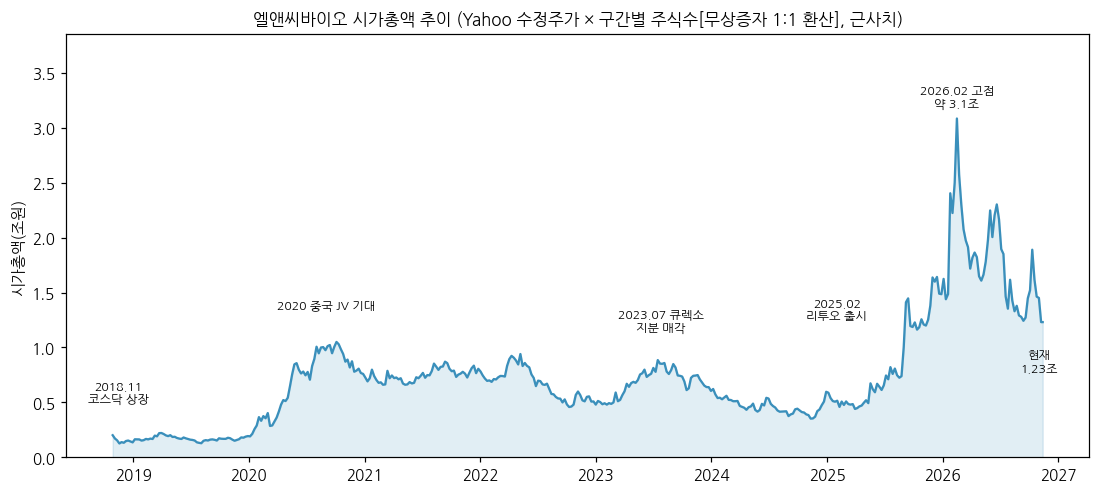 엘앤씨바이오 시가총액 추이 (Yahoo 수정주가 × 구간별 주식수[무상증자 1:1 환산], 근사치)
시가총액(조원)
3.5
3.0
2.5
2.0
1.5
1.0
0.5
0.0
2018.11
코스닥 상장
2020 중국 JV 기대
2023.07 큐렉소
지분 매각
2025.02
리투오 출시
2026.02 고점
약 3.1조
현재
1.23조
2019 2020 2021 2022 2023 2024 2025 2026 2027